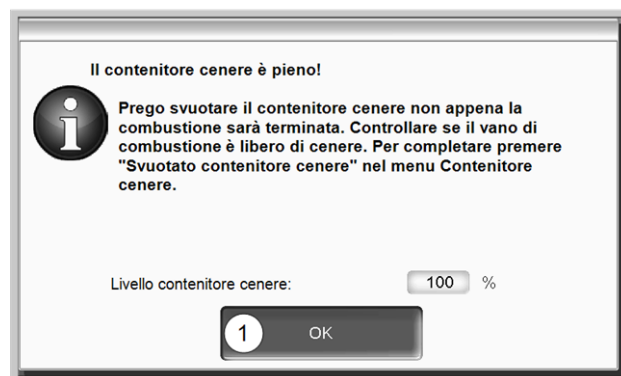 Il contenitore cenere è pieno!
Prego svuotare il contenitore cenere non appena la
combustione sarà terminata. Controllare se il vano di
combustione è libero di cenere. Per completare premere
"Svuotato contenitore cenere" nel menu Contenitore
cenere.
Livello contenitore cenere: 100 %
1 OK